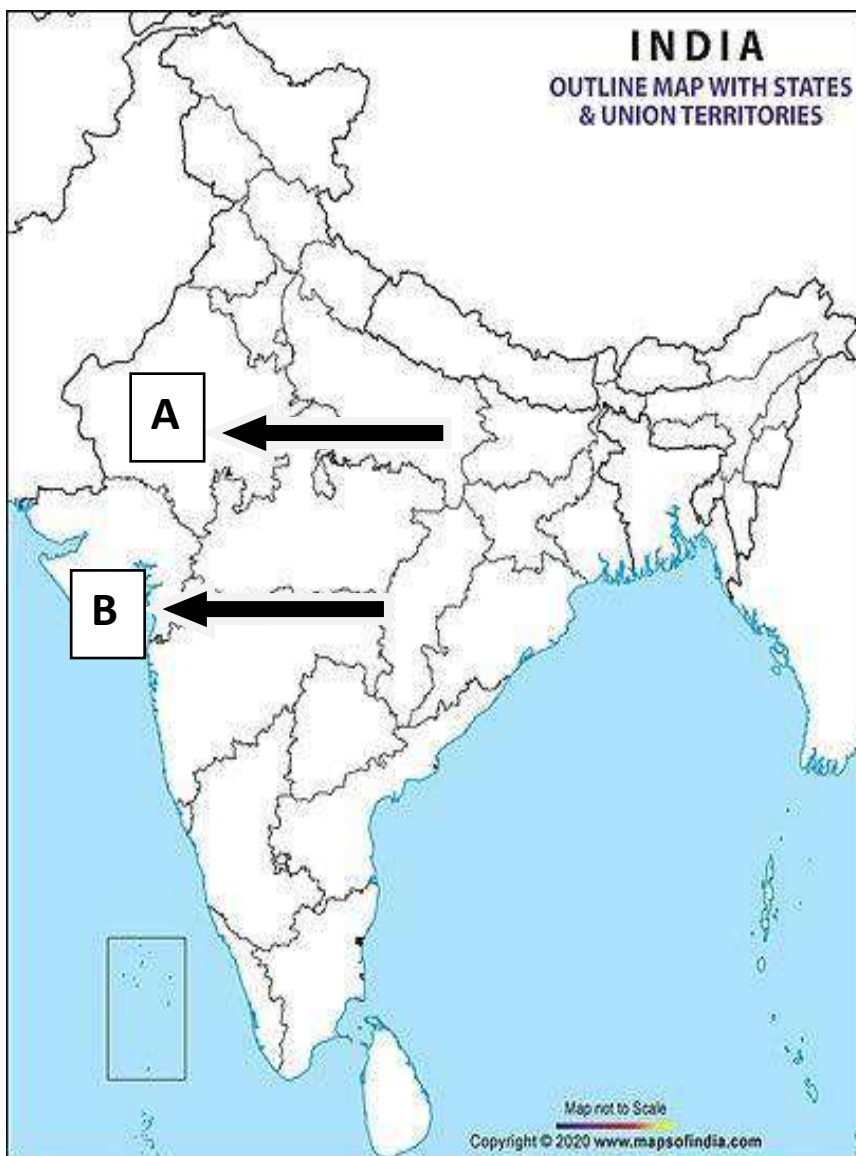 INDIA
OUTLINE MAP WITH STATES
& UNION TERRITORIES
A
B
Map not to Scale
Copyright © 2020 www.mapsofindia.com